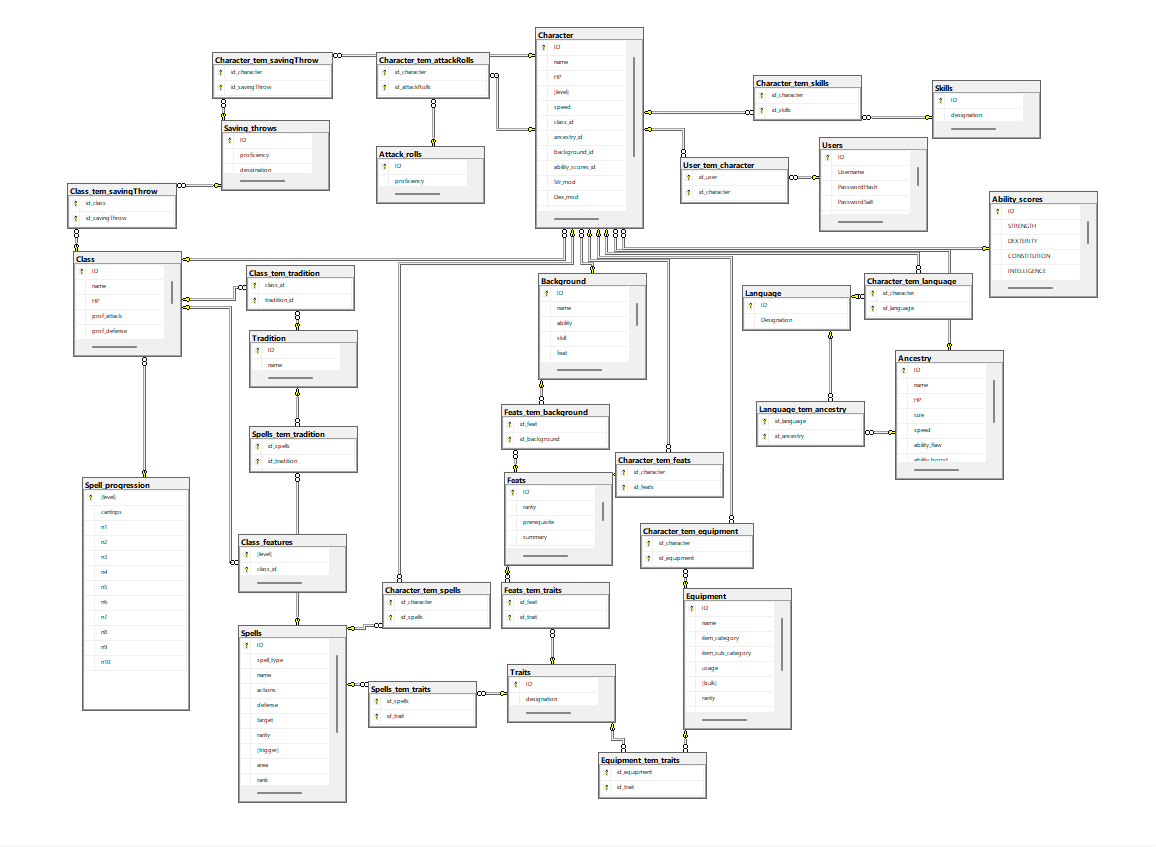 Character
ID
name
HP
[level]
speed
class_id
ancestry_id
background_id
ability_scores_id
Str_mod
Dex_mod
Character_tem_savingThrow
id_character
id_savingThrow
Character_tem_attackRolls
id_character
id_attackRolls
Character_tem_skills
id_character
id_skills
Skills
ID
designation
Saving_throws
ID
proficiency
designation
Attack_rolls
ID
proficiency
User_tem_character
id_user
id_character
Users
ID
Username
PasswordHash
PasswordSalt
Class_tem_savingThrow
id_class
id_savingThrow
Ability_scores
ID
STRENGTH
DEXTERITY
CONSTITUTION
INTELLIGENCE
Class
ID
name
HP
prof_attack
prof_defense
Class_tem_tradition
class_id
tradition_id
Background
ID
name
ability
skill
feat
Language
ID
Designation
Character_tem_language
id_character
id_language
Tradition
ID
name
Ancestry
ID
name
HP
size
speed
ability_flaw
ability_boost
Language_tem_ancestry
id_language
id_ancestry
Feats_tem_background
id_feat
id_background
Spells_tem_tradition
id_spells
id_tradition
Character_tem_feats
id_character
id_feats
Feats
ID
rarity
prerequisite
summary
Spell_progression
[level]
cantrips
n1
n2
n3
n4
n5
n6
n7
n8
n9
n10
Character_tem_equipment
id_character
id_equipment
Class_features
[level]
class_id
Character_tem_spells
id_character
id_spells
Feats_tem_traits
id_feat
id_trait
Equipment
ID
name
item_category
item_sub_category
usage
[bulk]
rarity
Spells
ID
spell_type
name
actions
defense
target
rarity
[trigger]
area
rank
Spells_tem_traits
id_spells
id_trait
Traits
ID
designation
Equipment_tem_traits
id_equipment
id_trait